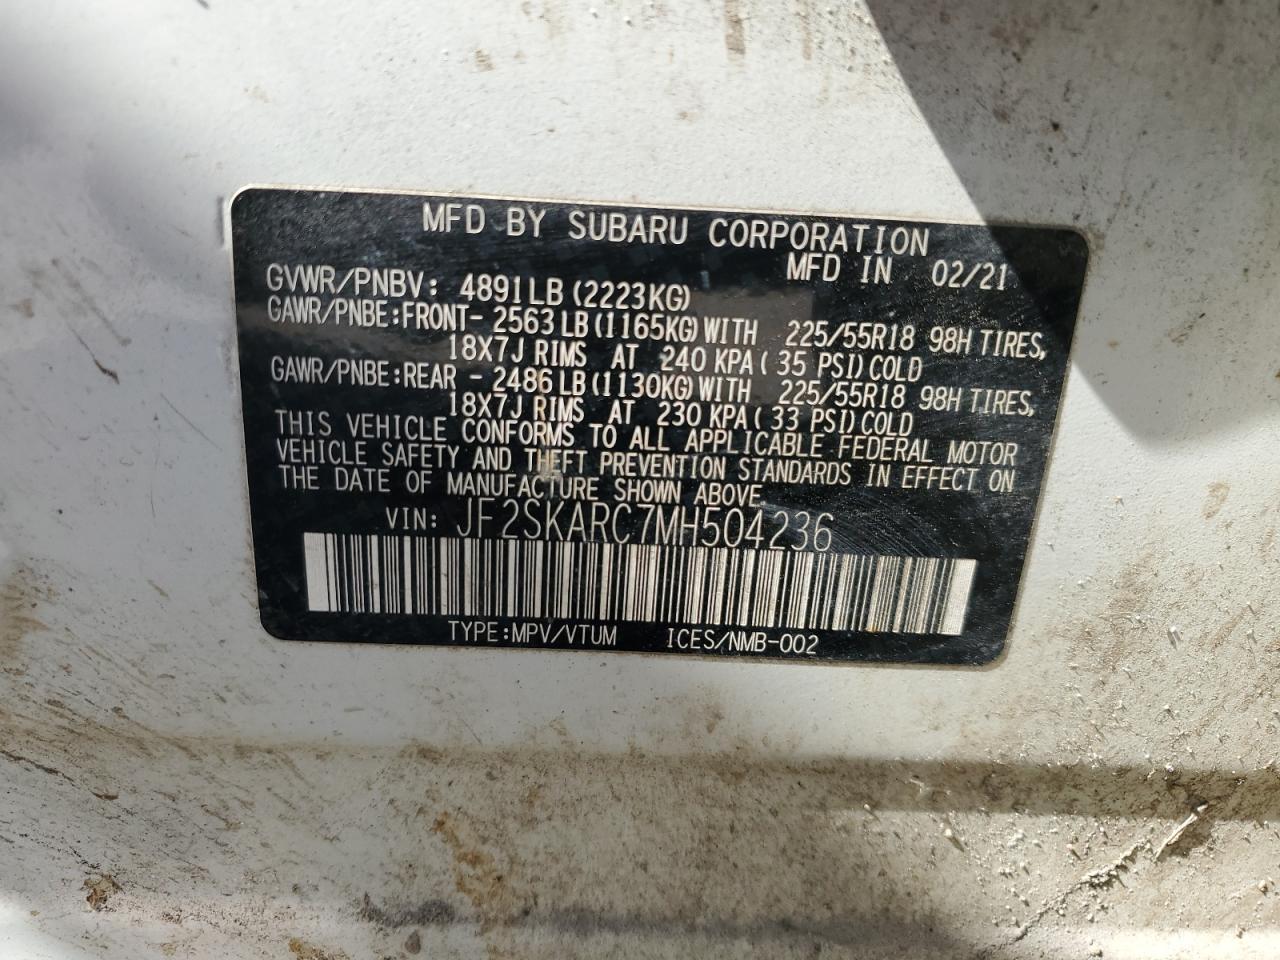 MFD BY SUBARU CORPORATION
MFD IN 02/21
GVWR/PNBV: 4891LB (2223KG)
GAWR/PNBE:FRONT- 2563LB(1165KG)WITH 225/55R18 98H TIRES,
18X7J RIMS AT 240 KPA( 35 PSI)COLD
GAWR/PNBE:REAR - 2486LB(1130KG)WITH 225/55R18 98H TIRES,
18X7J RIMS AT 230 KPA( 33 PSI)COLD
THIS VEHICLE CONFORMS TO ALL APPLICABLE FEDERAL MOTOR
VEHICLE SAFETY AND THEFT PREVENTION STANDARDS IN EFFECT ON
THE DATE OF MANUFACTURE SHOWN ABOVE.
VIN: JF2SKARC7MH504236
TYPE:MPV/VTUM ICES/NMB-002